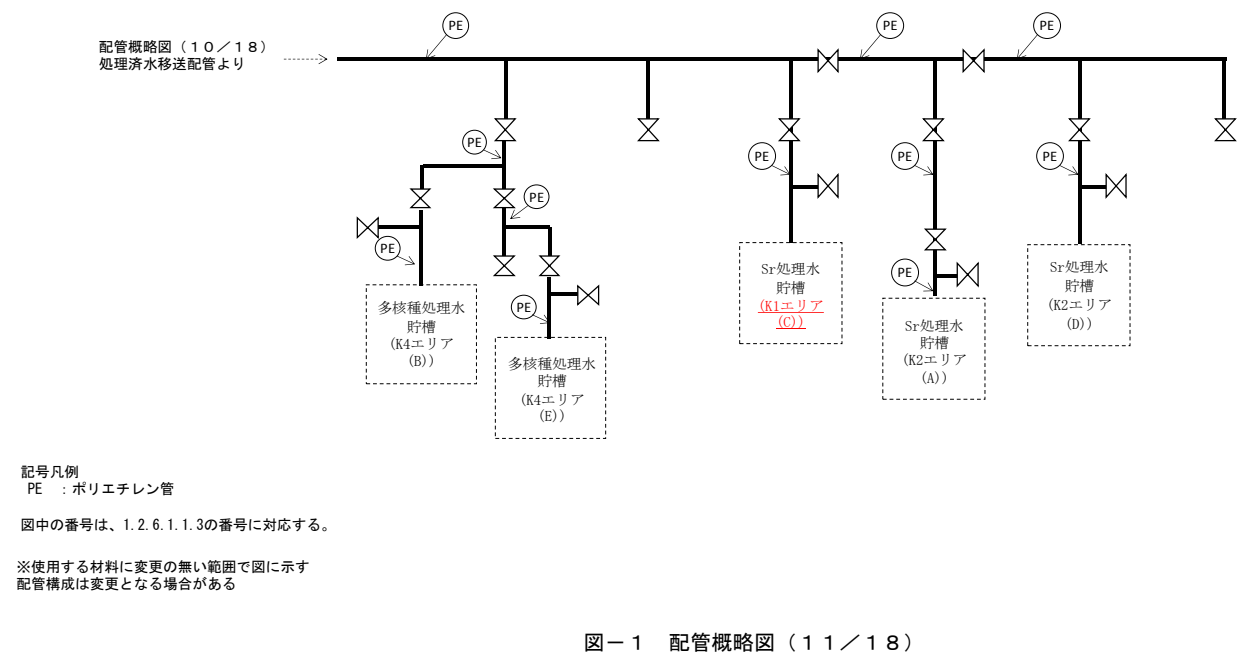 配管概略図(10/18)
処理済水移送配管より
PE
PE
PE
PE
PE
PE
PE
PE
PE
PE
PE
PE
多核種処理水
貯槽
(K4エリア
(B))
多核種処理水
貯槽
(K4エリア
(E))
Sr処理水
貯槽
(K1エリア
(C))
Sr処理水
貯槽
(K2エリア
(A))
Sr処理水
貯槽
(K2エリア
(D))
記号凡例
PE :ポリエチレン管
図中の番号は、1.2.6.1.1.3の番号に対応する。
※使用する材料に変更の無い範囲で図に示す
配管構成は変更となる場合がある
図-1 配管概略図(11/18)